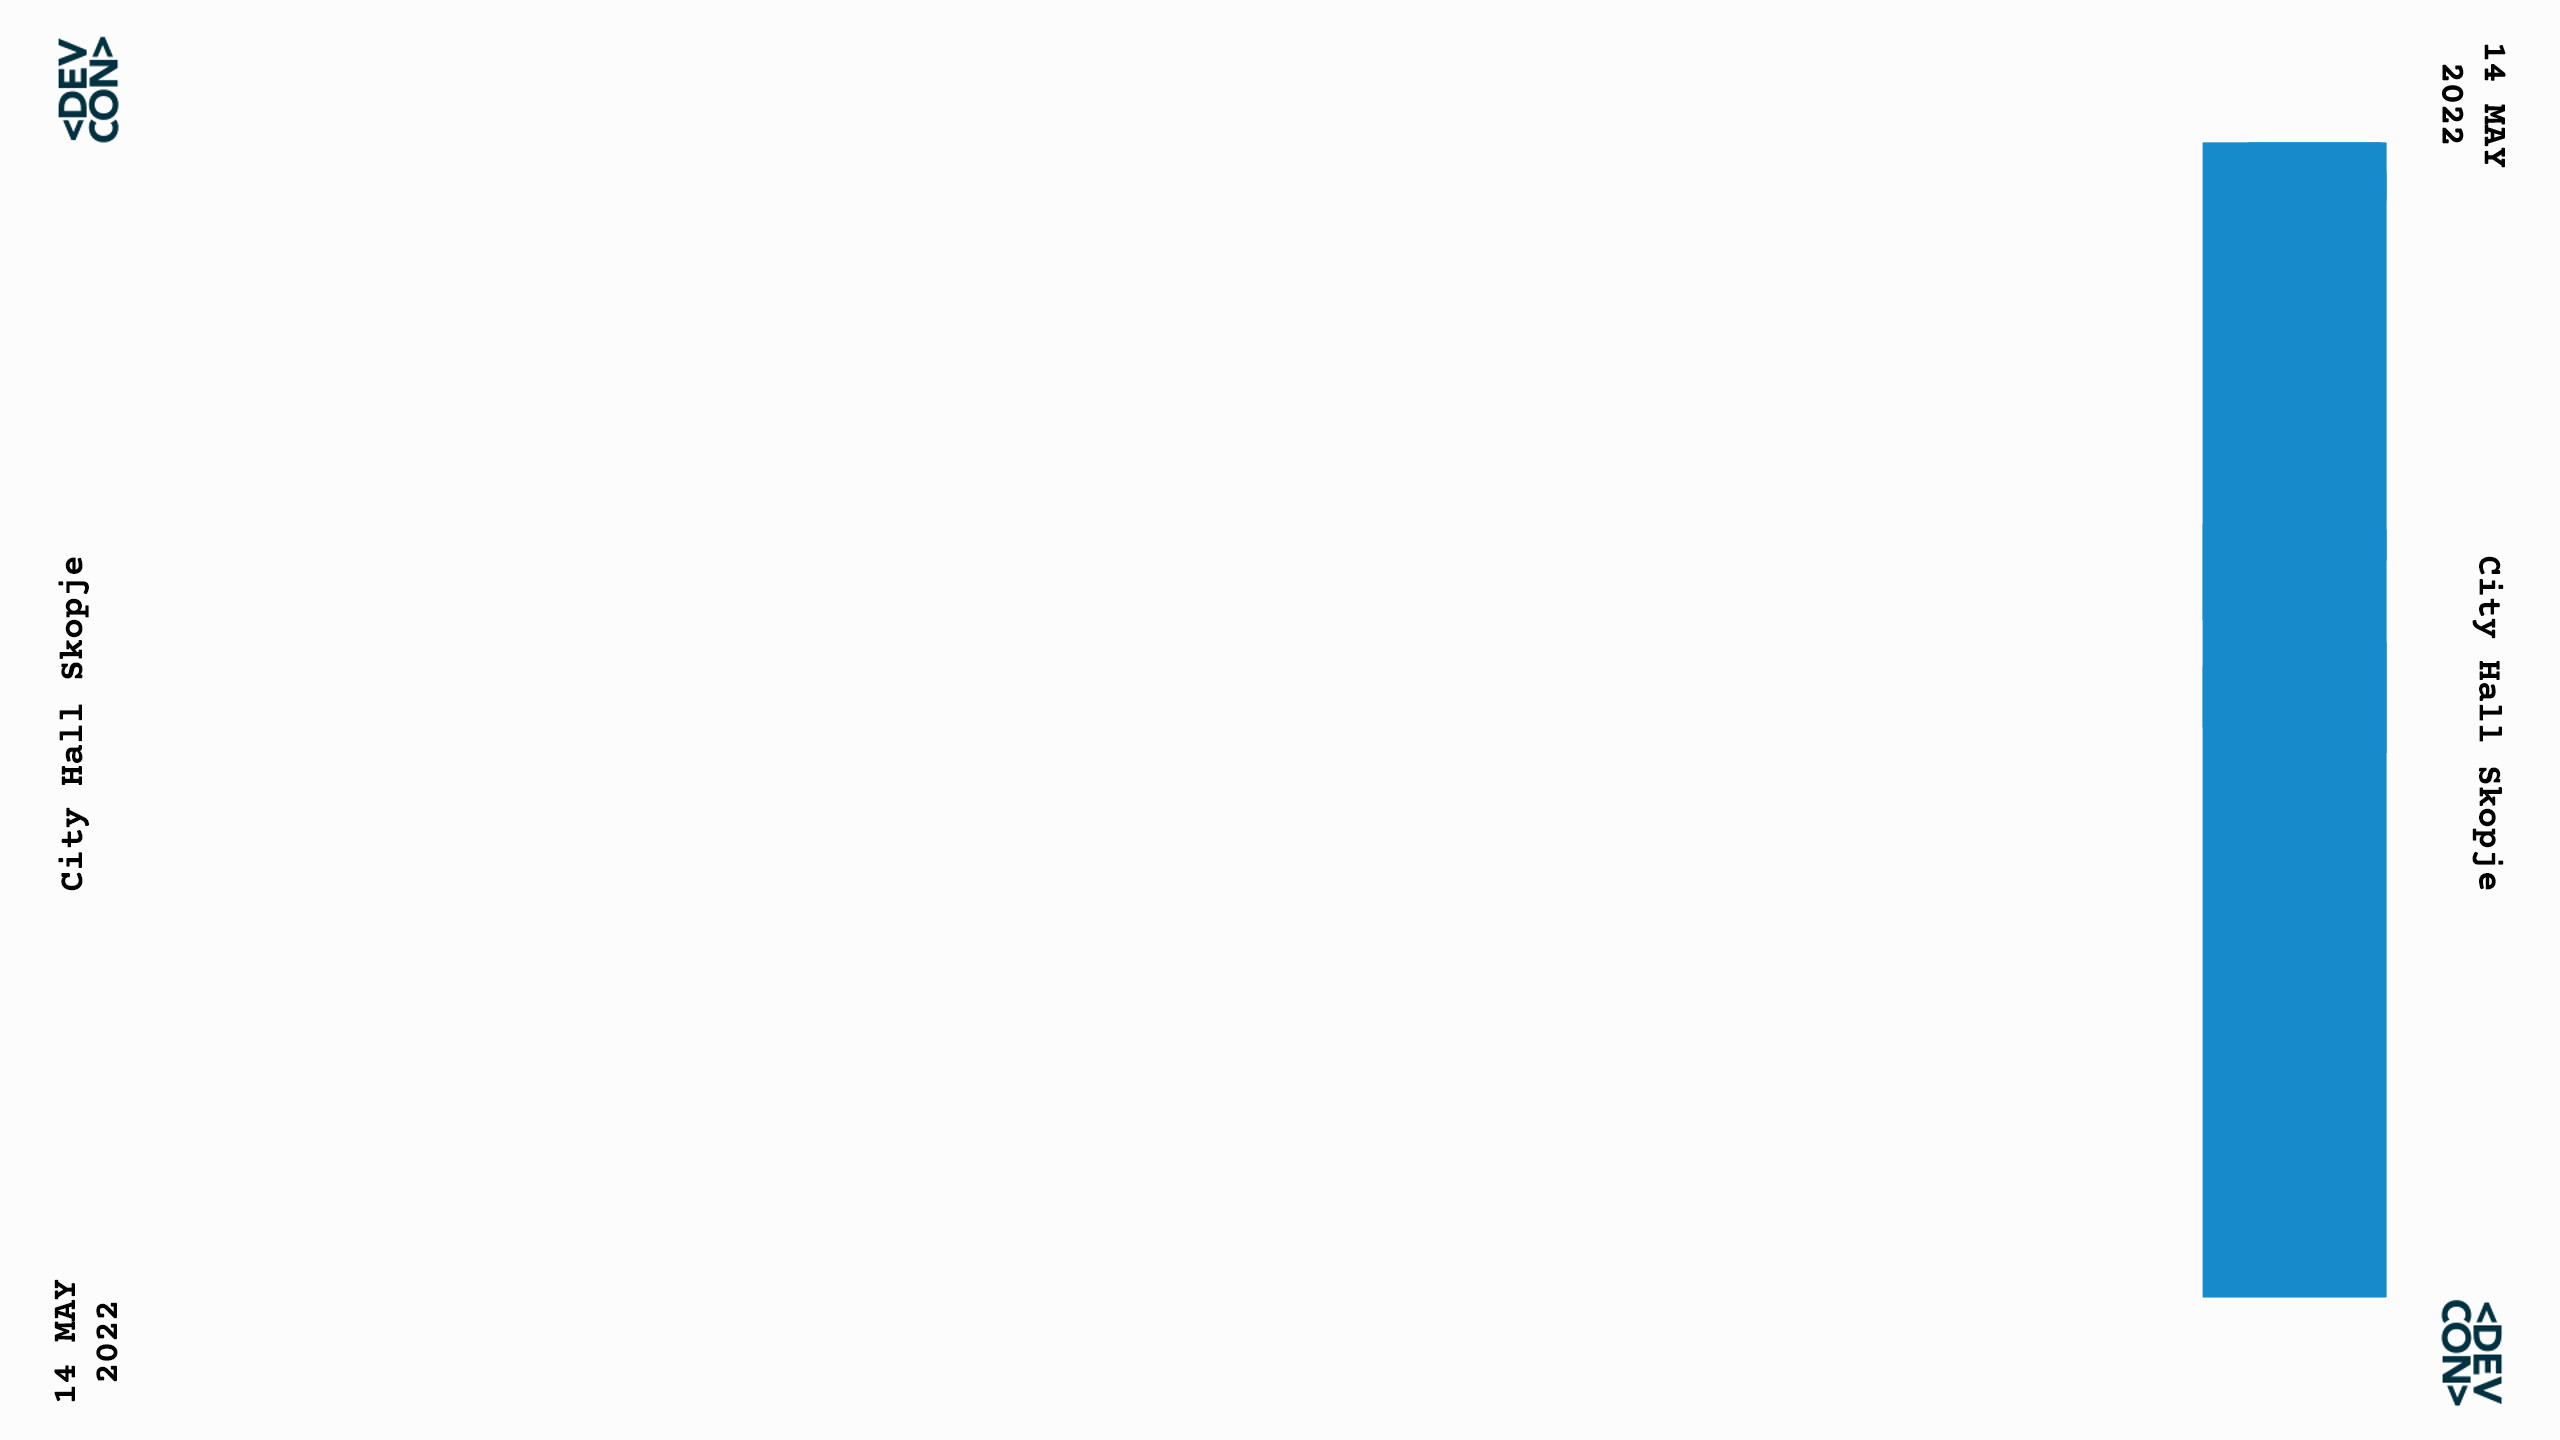 <DEV
CON>
City Hall Skopje
14 MAY
2022
14 MAY
2022
City Hall Skopje
<DEV
CON>